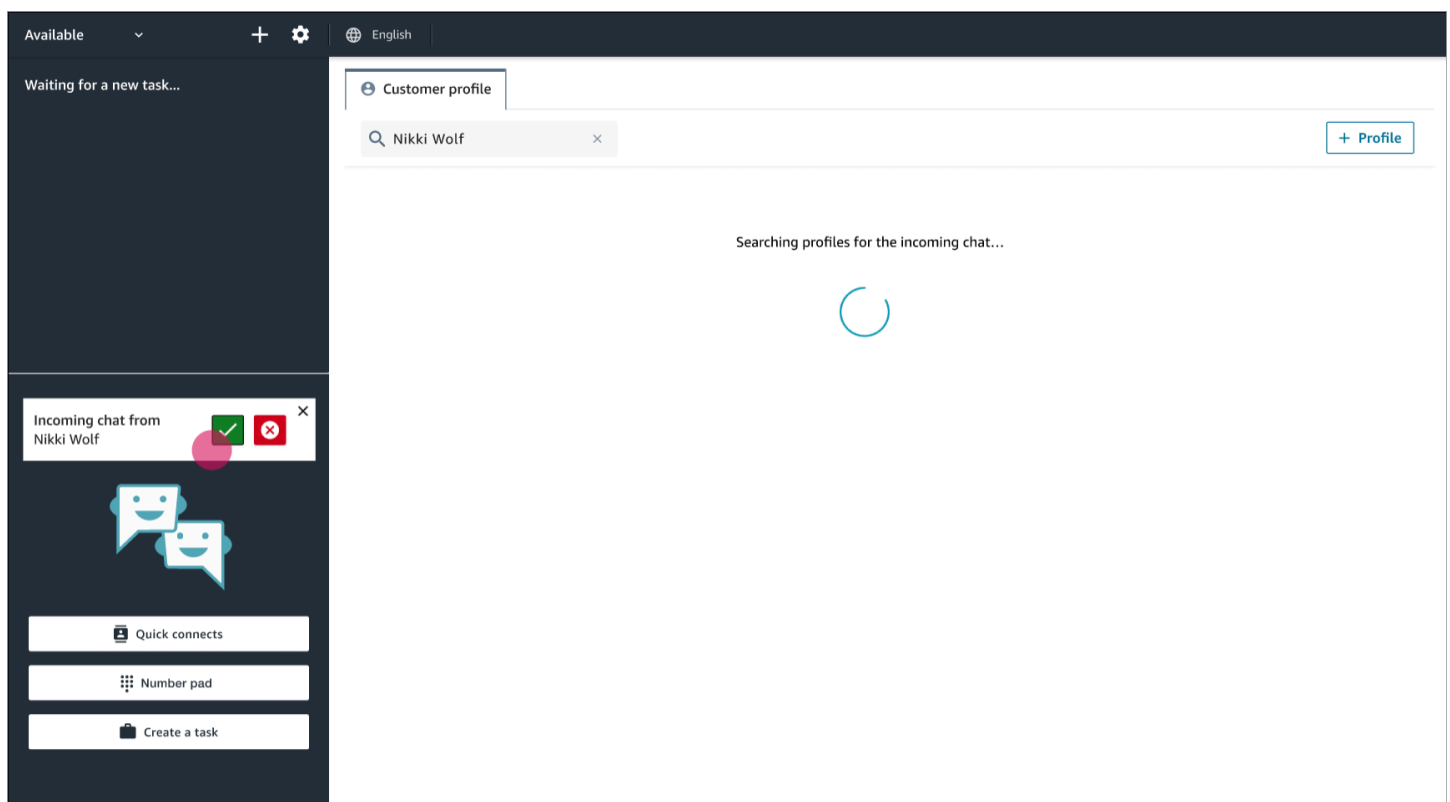 Available
English
Waiting for a new task...
Customer profile
Nikki Wolf
+ Profile
Searching profiles for the incoming chat...
Incoming chat from
Nikki Wolf
Quick connects
Number pad
Create a task